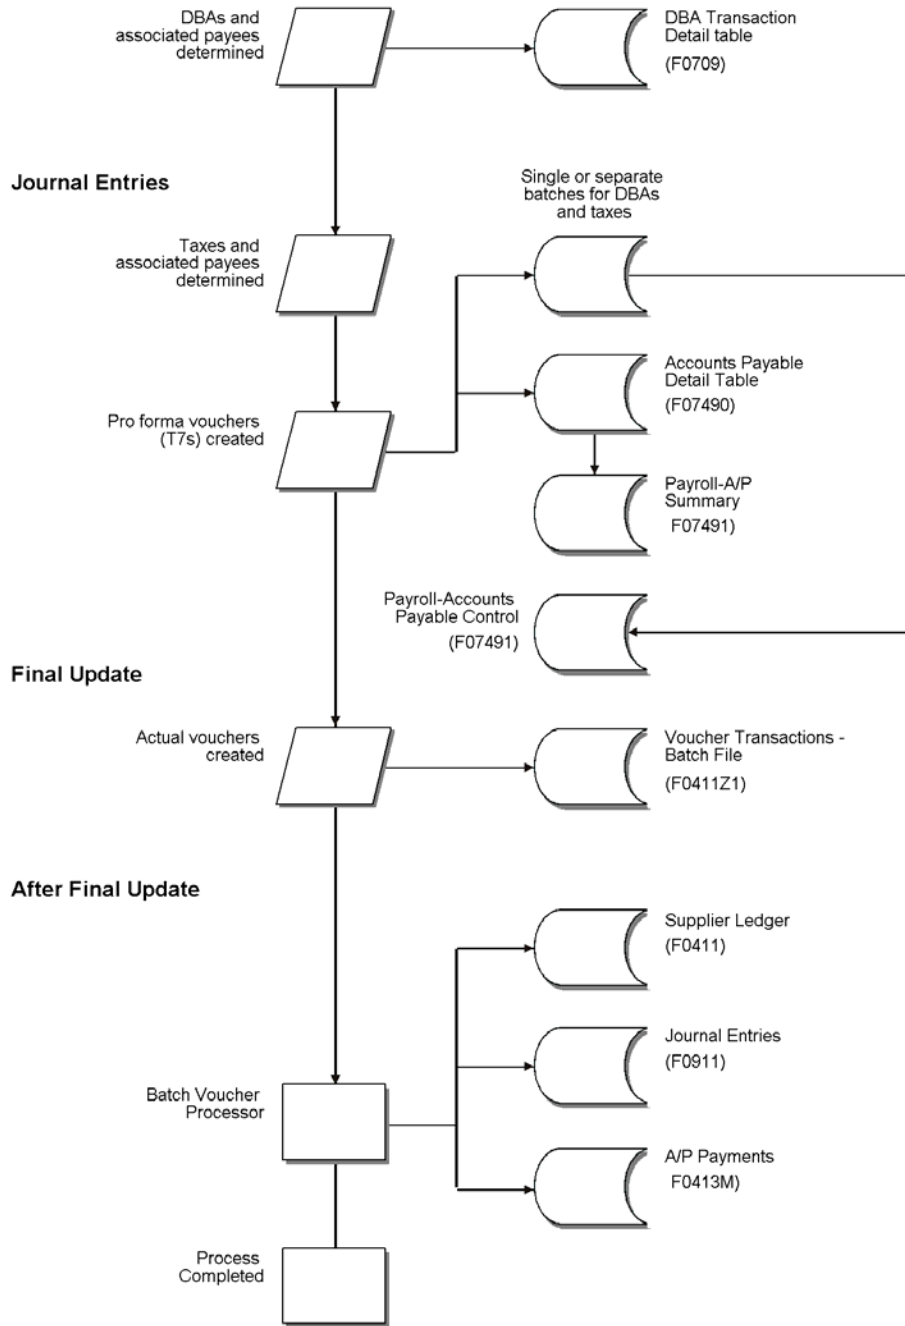 DBAs and
associated payees
determined
DBA Transaction
Detail table
(F0709)
Journal Entries
Single or separate
batches for DBAs
and taxes
Taxes and
associated payees
determined
Accounts Payable
Detail Table
(F07490)
Pro forma vouchers
(T7s) created
Payroll-A/P
Summary
F07491)
Payroll-Accounts
Payable Control
(F07491)
Final Update
Actual vouchers
created
Voucher Transactions -
Batch File
(F0411Z1)
After Final Update
Supplier Ledger
(F0411)
Journal Entries
(F0911)
Batch Voucher
Processor
A/P Payments
F0413M)
Process
Completed